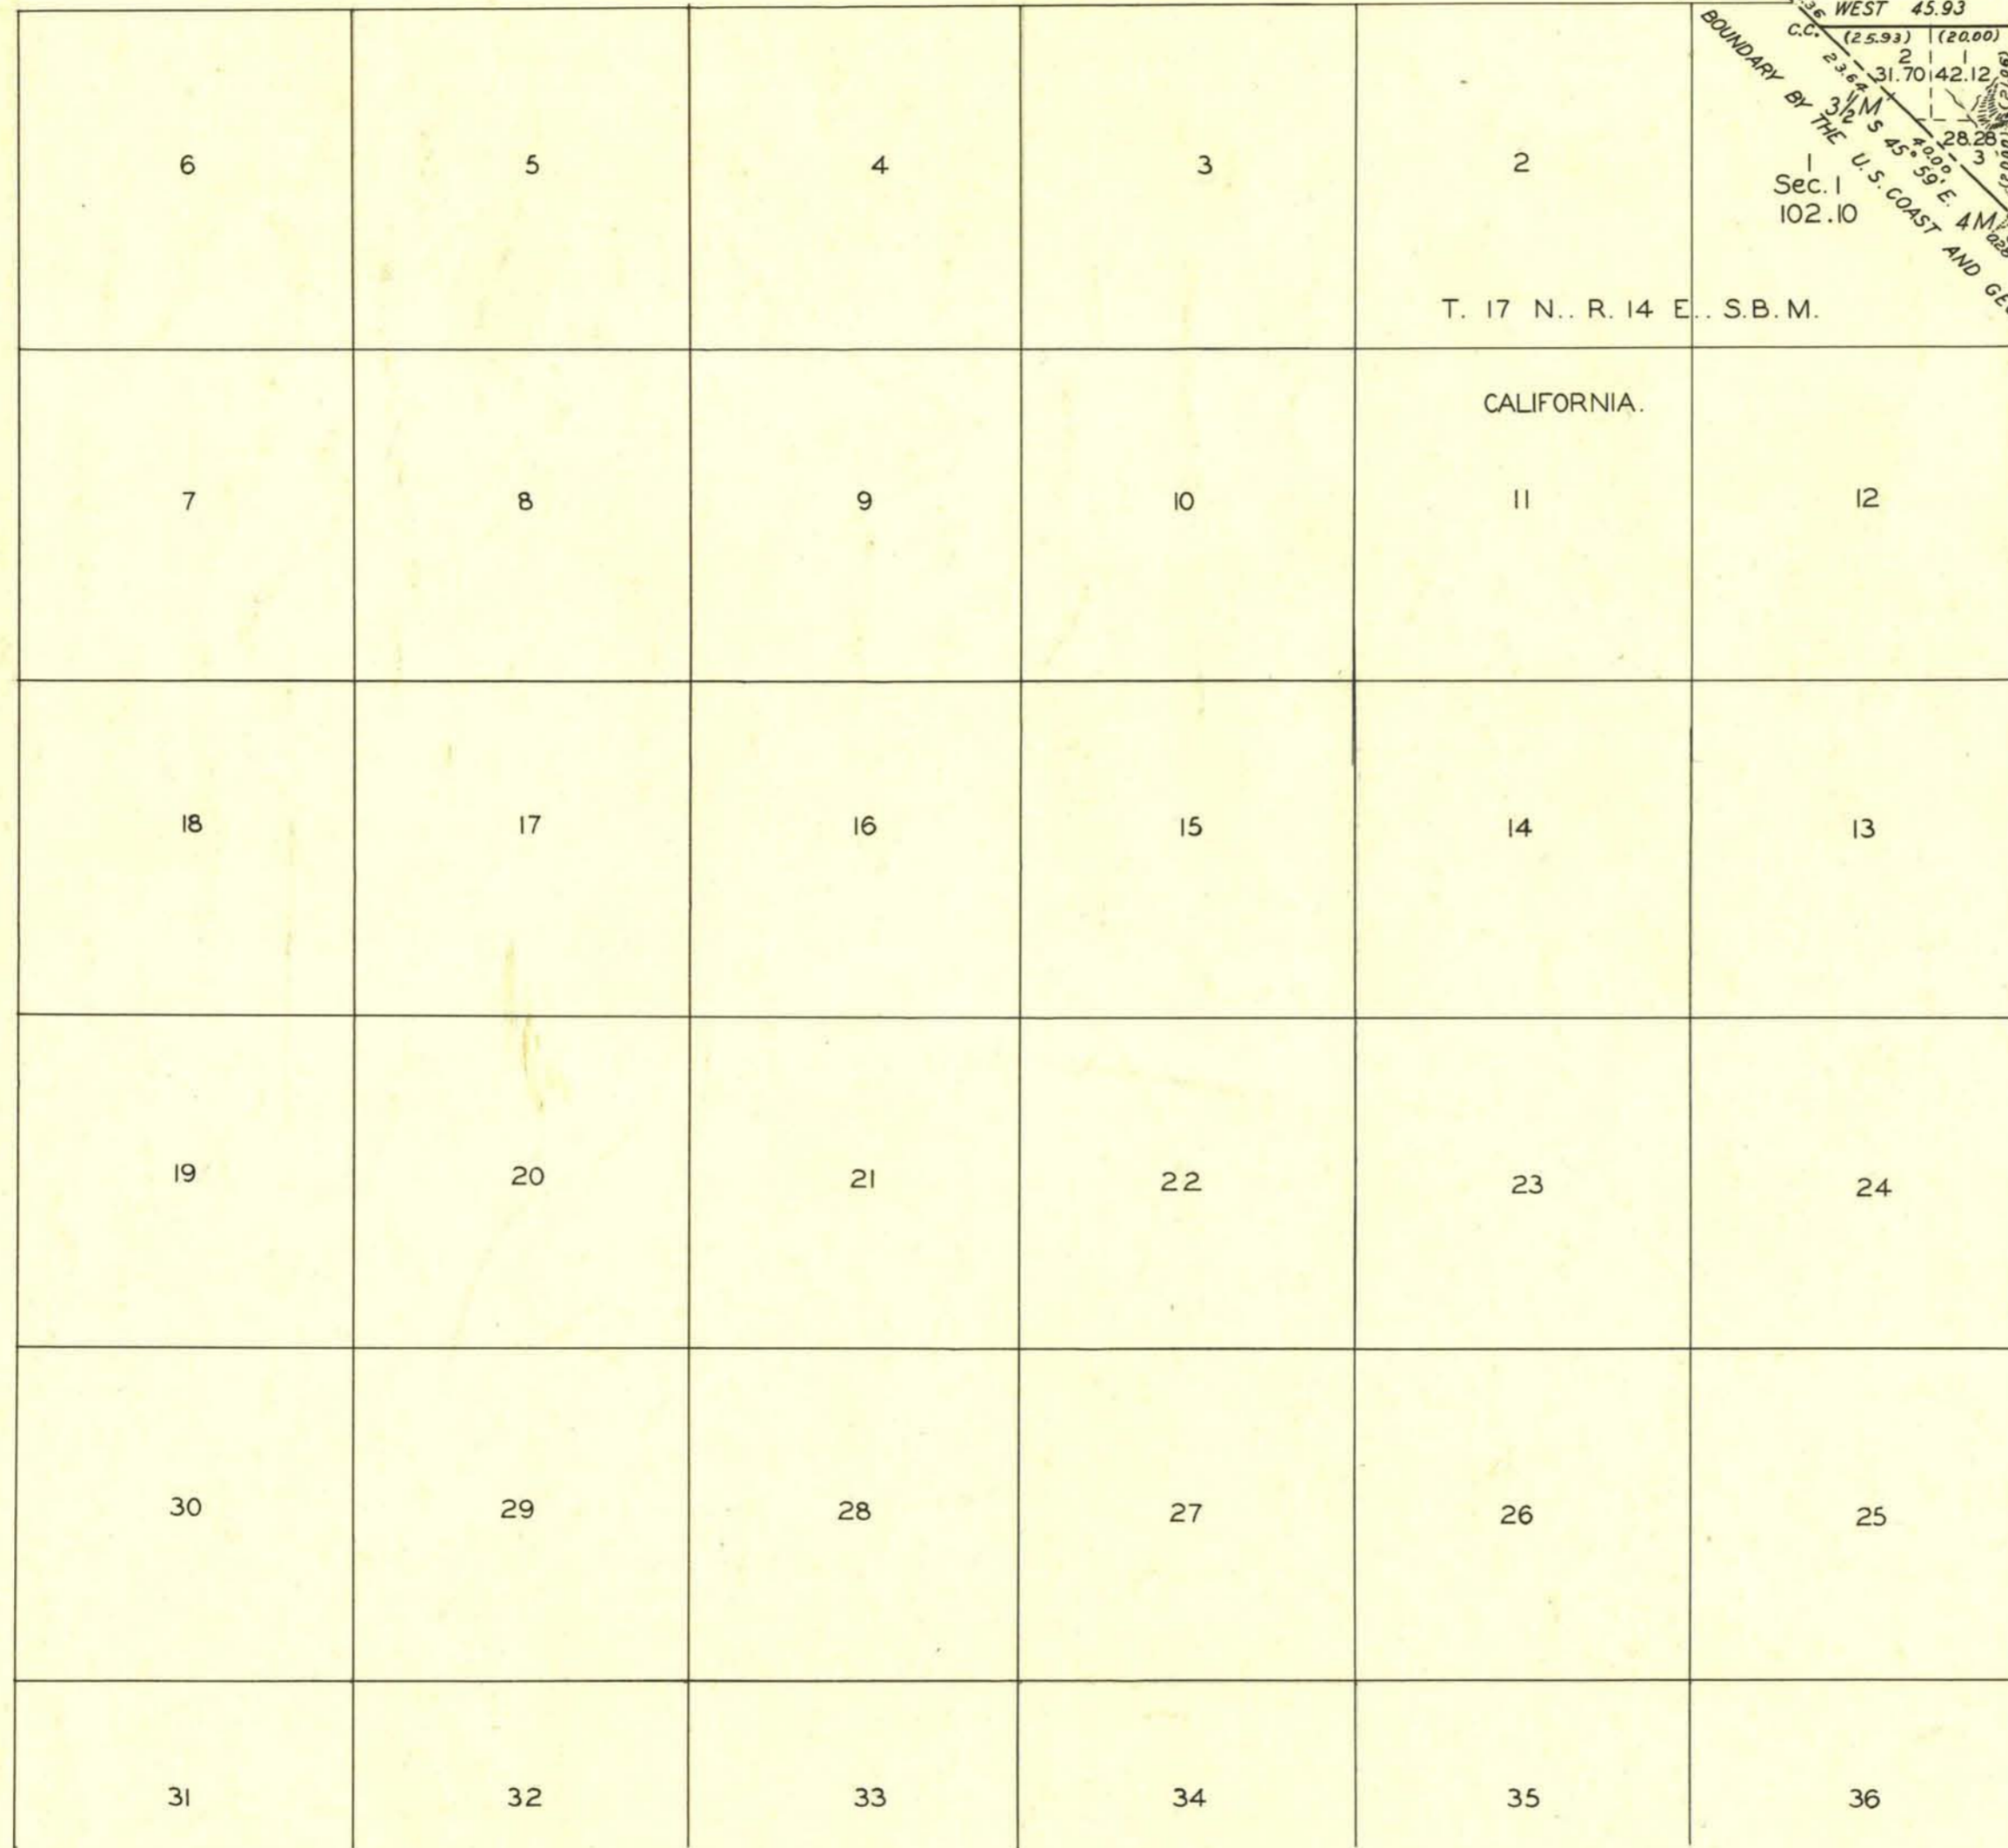 WEST 45.93
C.C.
(25.93) (20.00)
2 1
31.70 42.12
23.64
3½M
S 45° 59' E.
40.00
28.28
3
4M
BOUNDARY BY THE U.S. COAST AND
6 5 4 3 2 1
Sec. 1
102.10
T. 17 N.. R. 14 E.. S.B.M.
CALIFORNIA.
7 8 9 10 11 12
18 17 16 15 14 13
19 20 21 22 23 24
30 29 28 27 26 25
31 32 33 34 35 36